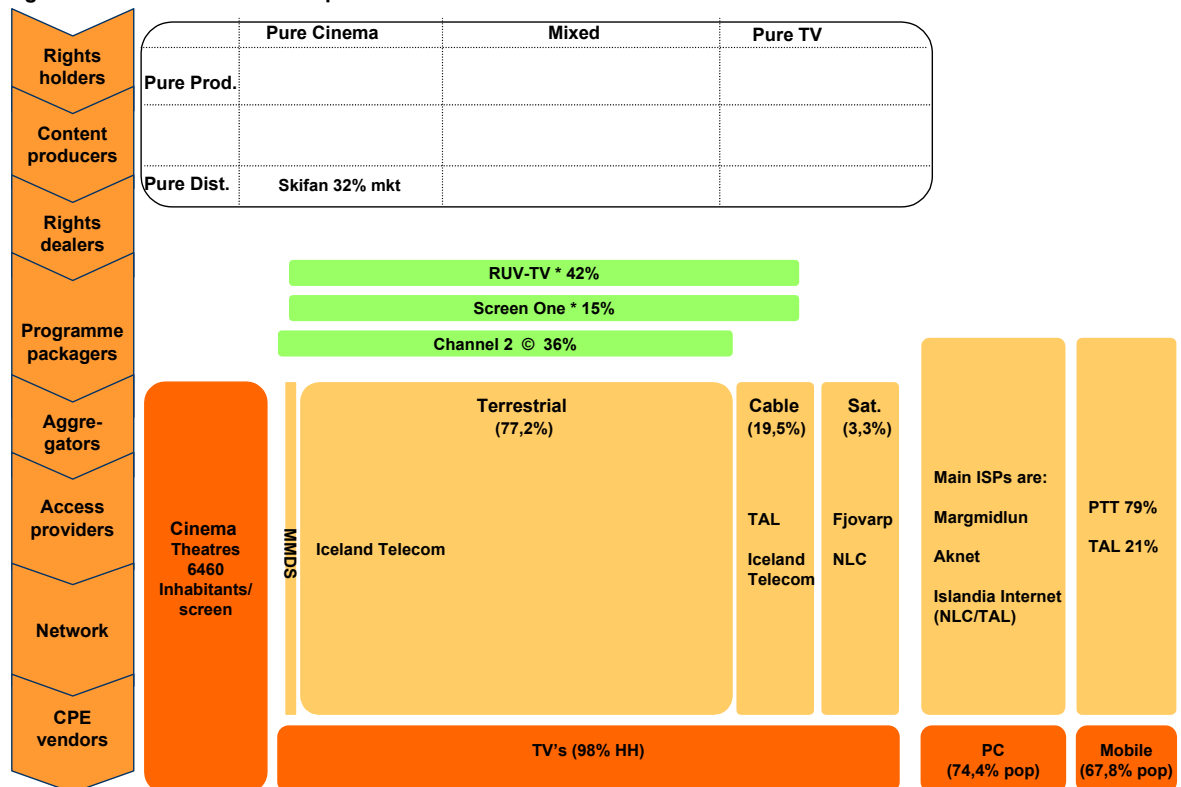 Rights
holders
Content
producers
Rights
dealers
Programme
packagers
Aggre-
gators
Access
providers
Network
CPE
vendors
Pure Cinema
Mixed
Pure TV
Pure Prod.
Pure Dist.
Skifan 32% mkt
RUV-TV * 42%
Screen One * 15%
Channel 2 © 36%
Cinema
Theatres
6460
Inhabitants/
screen
MMDS
Terrestrial
(77,2%)
Iceland Telecom
Cable
(19,5%)
TAL
Iceland
Telecom
Sat.
(3,3%)
Fjovarp
NLC
Main ISPs are:
Margmidlun
Aknet
Islandia Internet
(NLC/TAL)
PTT 79%
TAL 21%
TV's (98% HH)
PC
(74,4% pop)
Mobile
(67,8% pop)